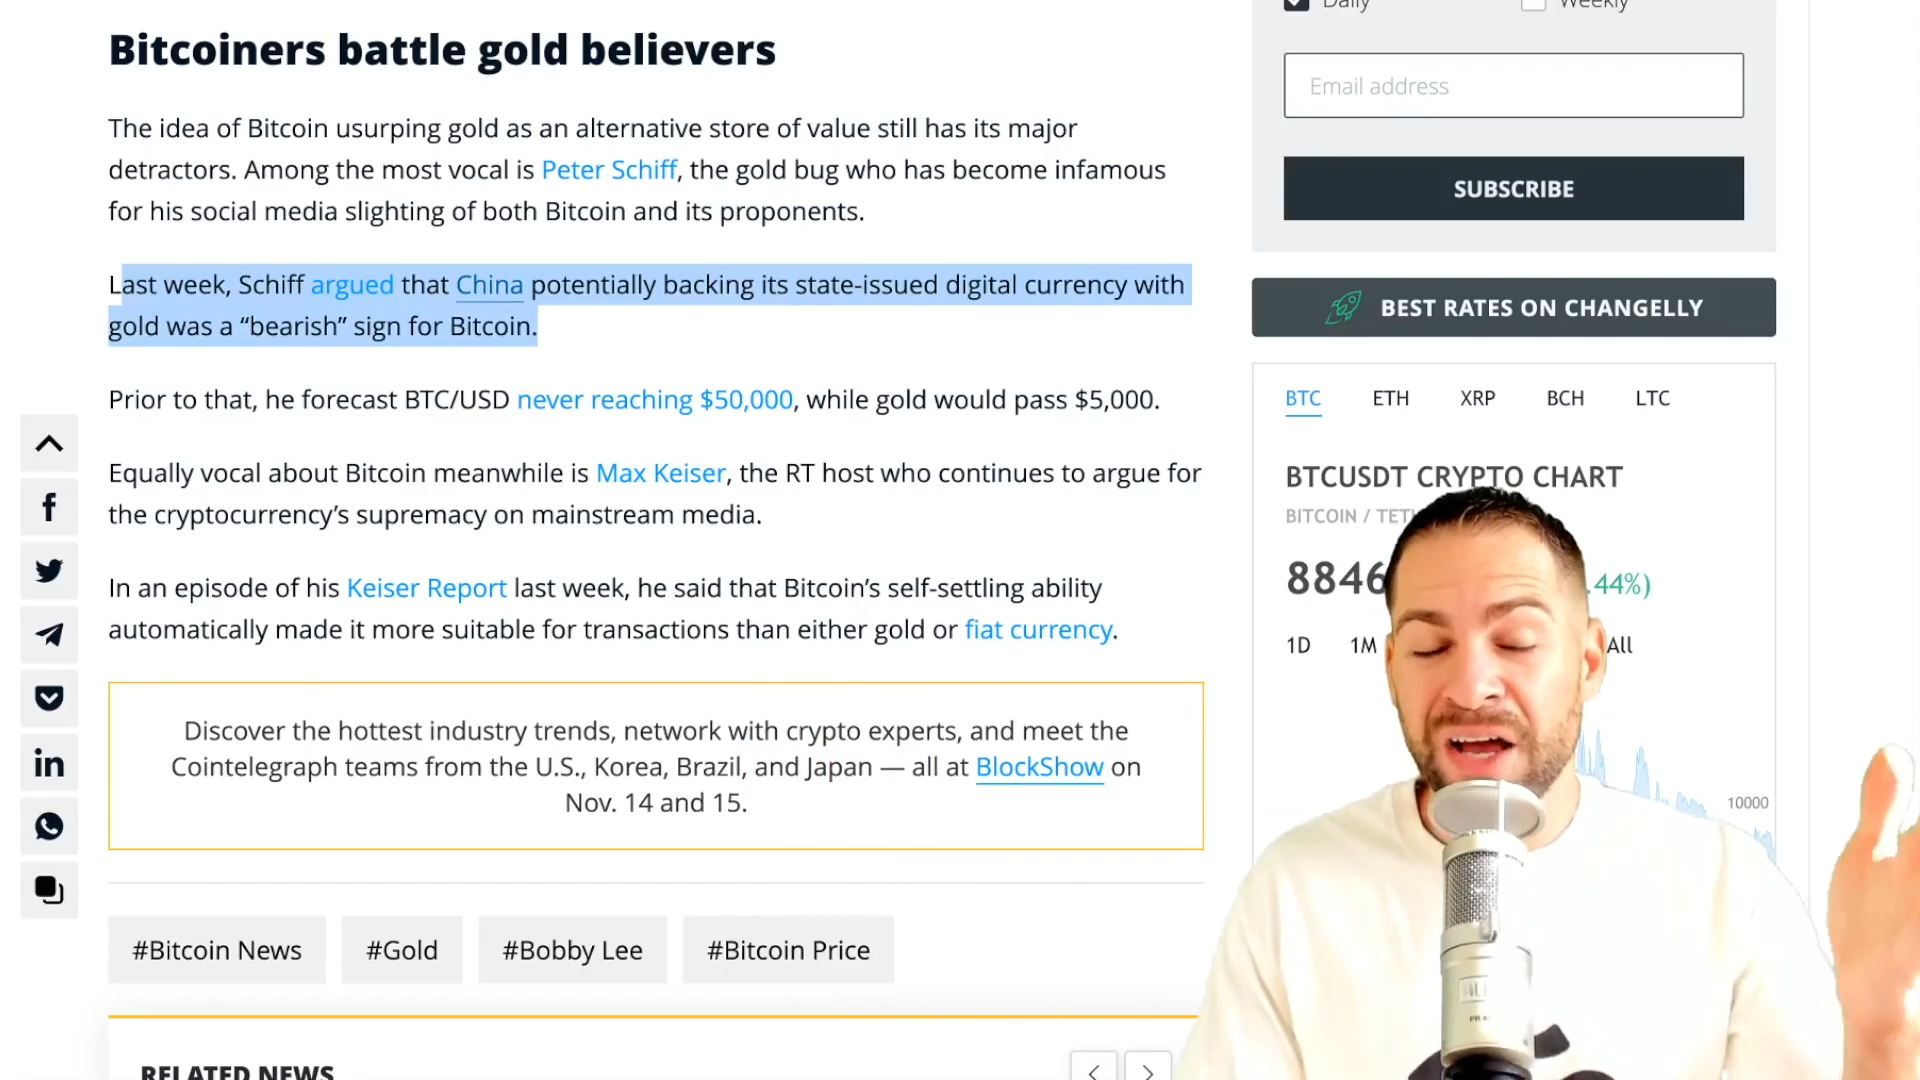 Daily
Weekly
Bitcoiners battle gold believers
Email address
The idea of Bitcoin usurping gold as an alternative store of value still has its major
detractors. Among the most vocal is Peter Schiff, the gold bug who has become infamous
for his social media slighting of both Bitcoin and its proponents.
SUBSCRIBE
Last week, Schiff argued that China potentially backing its state-issued digital currency with
gold was a “bearish” sign for Bitcoin.
BEST RATES ON CHANGELLY
Prior to that, he forecast BTC/USD never reaching $50,000, while gold would pass $5,000.
BTC ETH XRP BCH LTC
Equally vocal about Bitcoin meanwhile is Max Keiser, the RT host who continues to argue for
the cryptocurrency’s supremacy on mainstream media.
BTCUSDT CRYPTO CHART
BITCOIN /
8846
.44%)
In an episode of his Keiser Report last week, he said that Bitcoin’s self-settling ability
automatically made it more suitable for transactions than either gold or fiat currency.
1D 1M All
Discover the hottest industry trends, network with crypto experts, and meet the
Cointelegraph teams from the U.S., Korea, Brazil, and Japan — all at BlockShow on
Nov. 14 and 15.
10000
#Bitcoin News #Gold #Bobby Lee #Bitcoin Price
RELATED NEWS